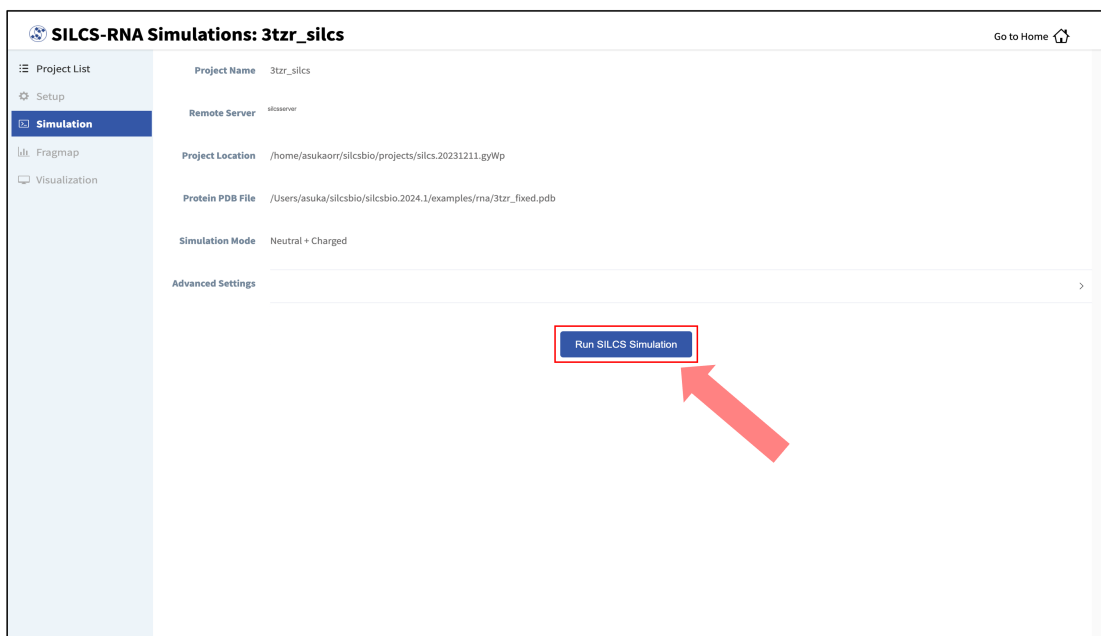 SILCS-RNA Simulations: 3tzr_silcs
Go to Home
Project List
Setup
Simulation
Fragmap
Visualization
Project Name 3tzr_silcs
Remote Server silcsserver
Project Location /home/asukaorr/silcsbio/projects/silcs.20231211.gyWp
Protein PDB File /Users/asuka/silcsbio/silcsbio.2024.1/examples/rna/3tzr_fixed.pdb
Simulation Mode Neutral + Charged
Advanced Settings
Run SILCS Simulation